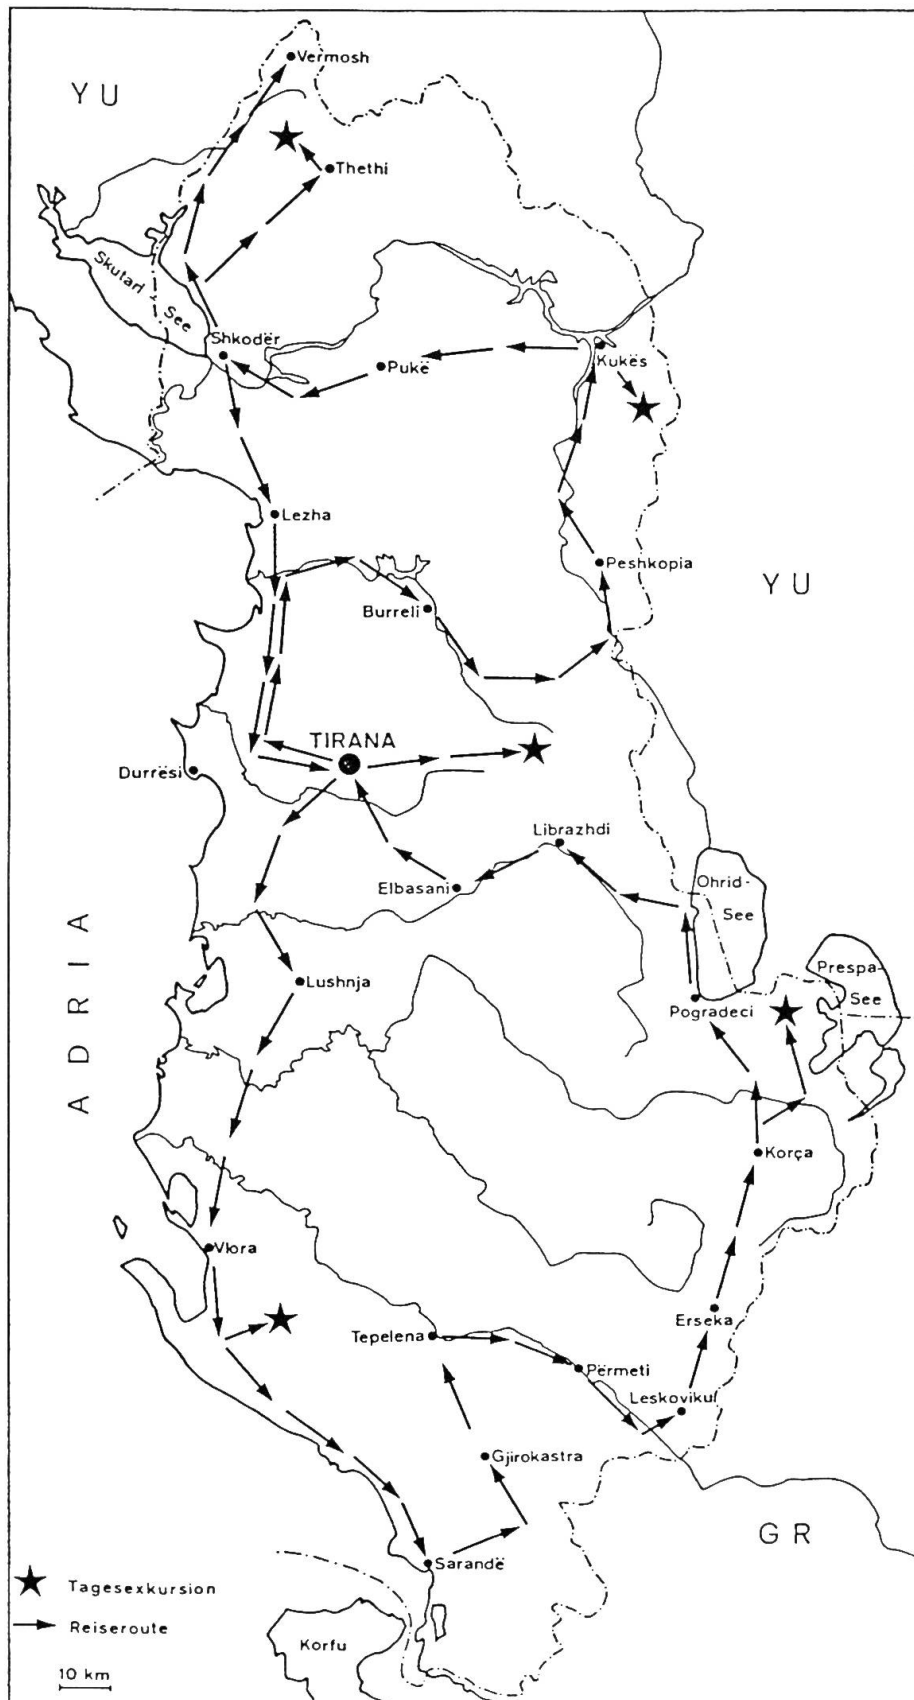 Vermosh
YU
Thethi
Skutari - See
Shkodër
Pukë
Kukës
Lezha
Peshkopia
YU
Burreli
TIRANA
Durrësi
Librazhdi
Elbasani
Ohrid-
See
ADRIA
Prespa-
See
Lushnja
Pogradeci
Korça
Vlora
Erseka
Tepelena
Përmeti
Leskoviku
Gjirokastra
GR
Sarandë
Tagesexkursion
Reiseroute
Korfu
10 km